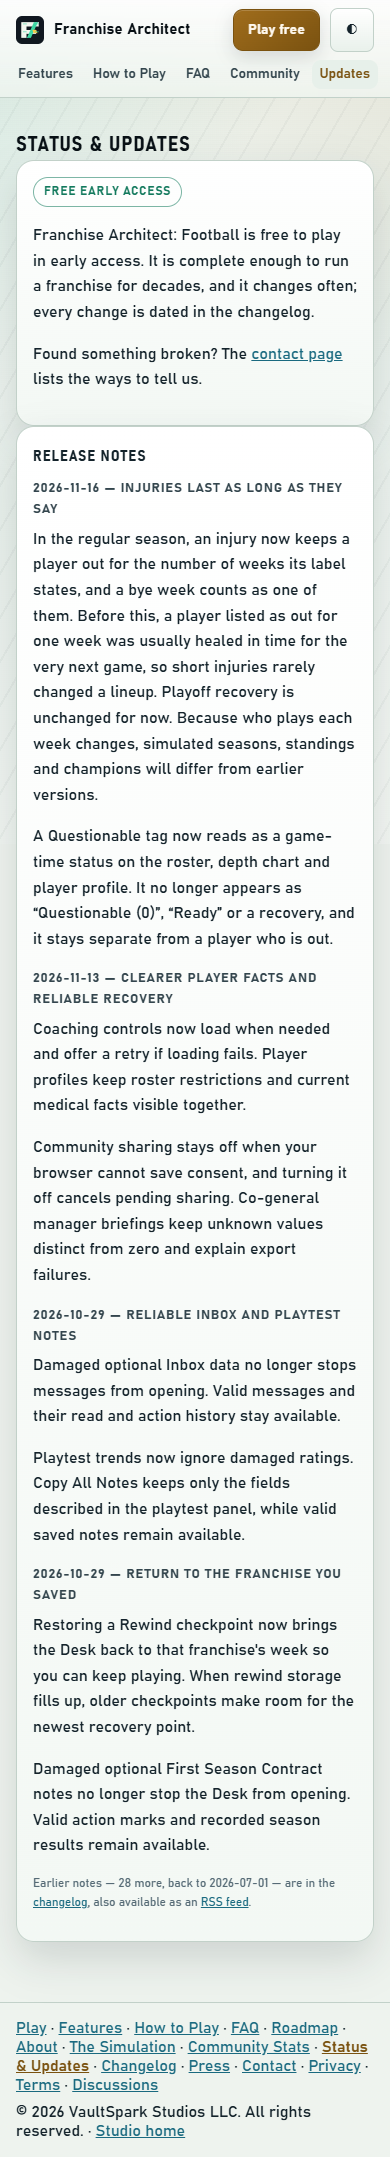 Franchise Architect
Play free
Features How to Play FAQ Community Updates
STATUS & UPDATES
FREE EARLY ACCESS
Franchise Architect: Football is free to play
in early access. It is complete enough to run
a franchise for decades, and it changes often;
every change is dated in the changelog.
Found something broken? The contact page
lists the ways to tell us.
RELEASE NOTES
2026-11-16 — INJURIES LAST AS LONG AS THEY
SAY
In the regular season, an injury now keeps a
player out for the number of weeks its label
states, and a bye week counts as one of
them. Before this, a player listed as out for
one week was usually healed in time for the
very next game, so short injuries rarely
changed a lineup. Playoff recovery is
unchanged for now. Because who plays each
week changes, simulated seasons, standings
and champions will differ from earlier
versions.
A Questionable tag now reads as a game-
time status on the roster, depth chart and
player profile. It no longer appears as
“Questionable (0)”, “Ready” or a recovery, and
it stays separate from a player who is out.
2026-11-13 — CLEARER PLAYER FACTS AND
RELIABLE RECOVERY
Coaching controls now load when needed
and offer a retry if loading fails. Player
profiles keep roster restrictions and current
medical facts visible together.
Community sharing stays off when your
browser cannot save consent, and turning it
off cancels pending sharing. Co-general
manager briefings keep unknown values
distinct from zero and explain export
failures.
2026-10-29 — RELIABLE INBOX AND PLAYTEST
NOTES
Damaged optional Inbox data no longer stops
messages from opening. Valid messages and
their read and action history stay available.
Playtest trends now ignore damaged ratings.
Copy All Notes keeps only the fields
described in the playtest panel, while valid
saved notes remain available.
2026-10-29 — RETURN TO THE FRANCHISE YOU
SAVED
Restoring a Rewind checkpoint now brings
the Desk back to that franchise's week so
you can keep playing. When rewind storage
fills up, older checkpoints make room for the
newest recovery point.
Damaged optional First Season Contract
notes no longer stop the Desk from opening.
Valid action marks and recorded season
results remain available.
Earlier notes — 28 more, back to 2026-07-01 — are in the
changelog, also available as an RSS feed.
Play · Features · How to Play · FAQ · Roadmap ·
About · The Simulation · Community Stats · Status
& Updates · Changelog · Press · Contact · Privacy ·
Terms · Discussions
© 2026 VaultSpark Studios LLC. All rights
reserved. · Studio home